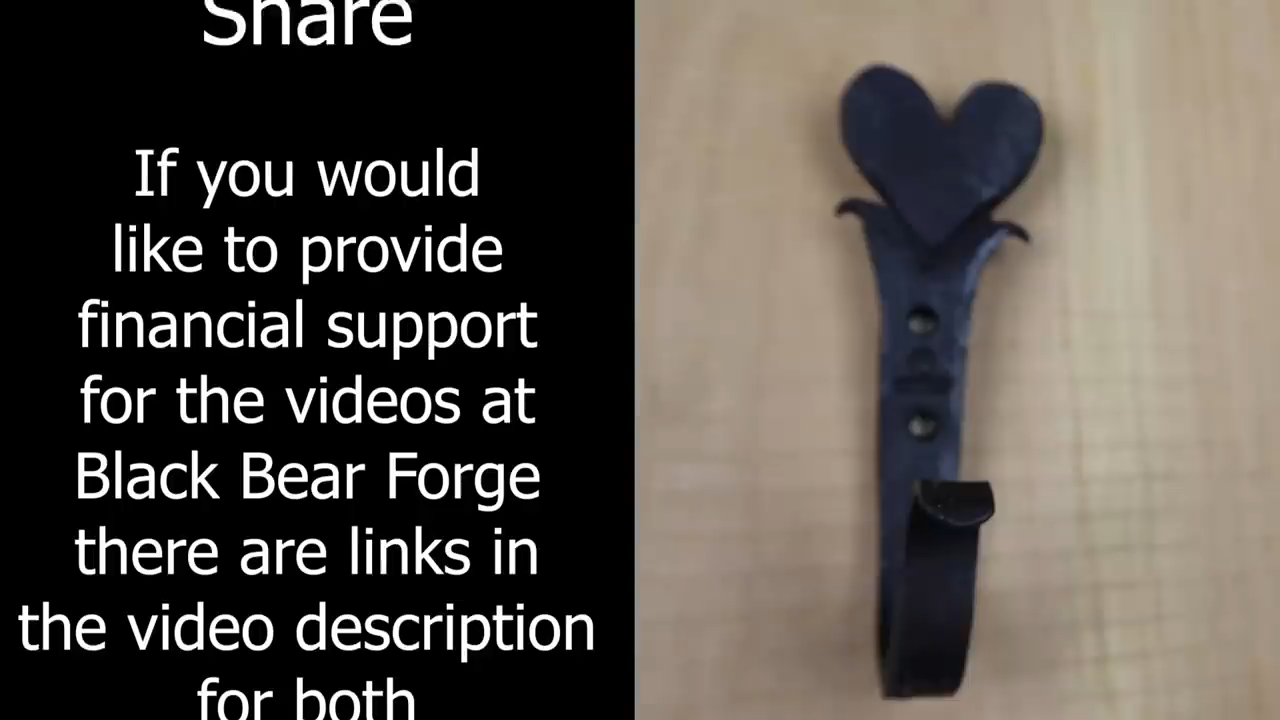 Share
If you would
like to provide
financial support
for the videos at
Black Bear Forge
there are links in
the video description
for both